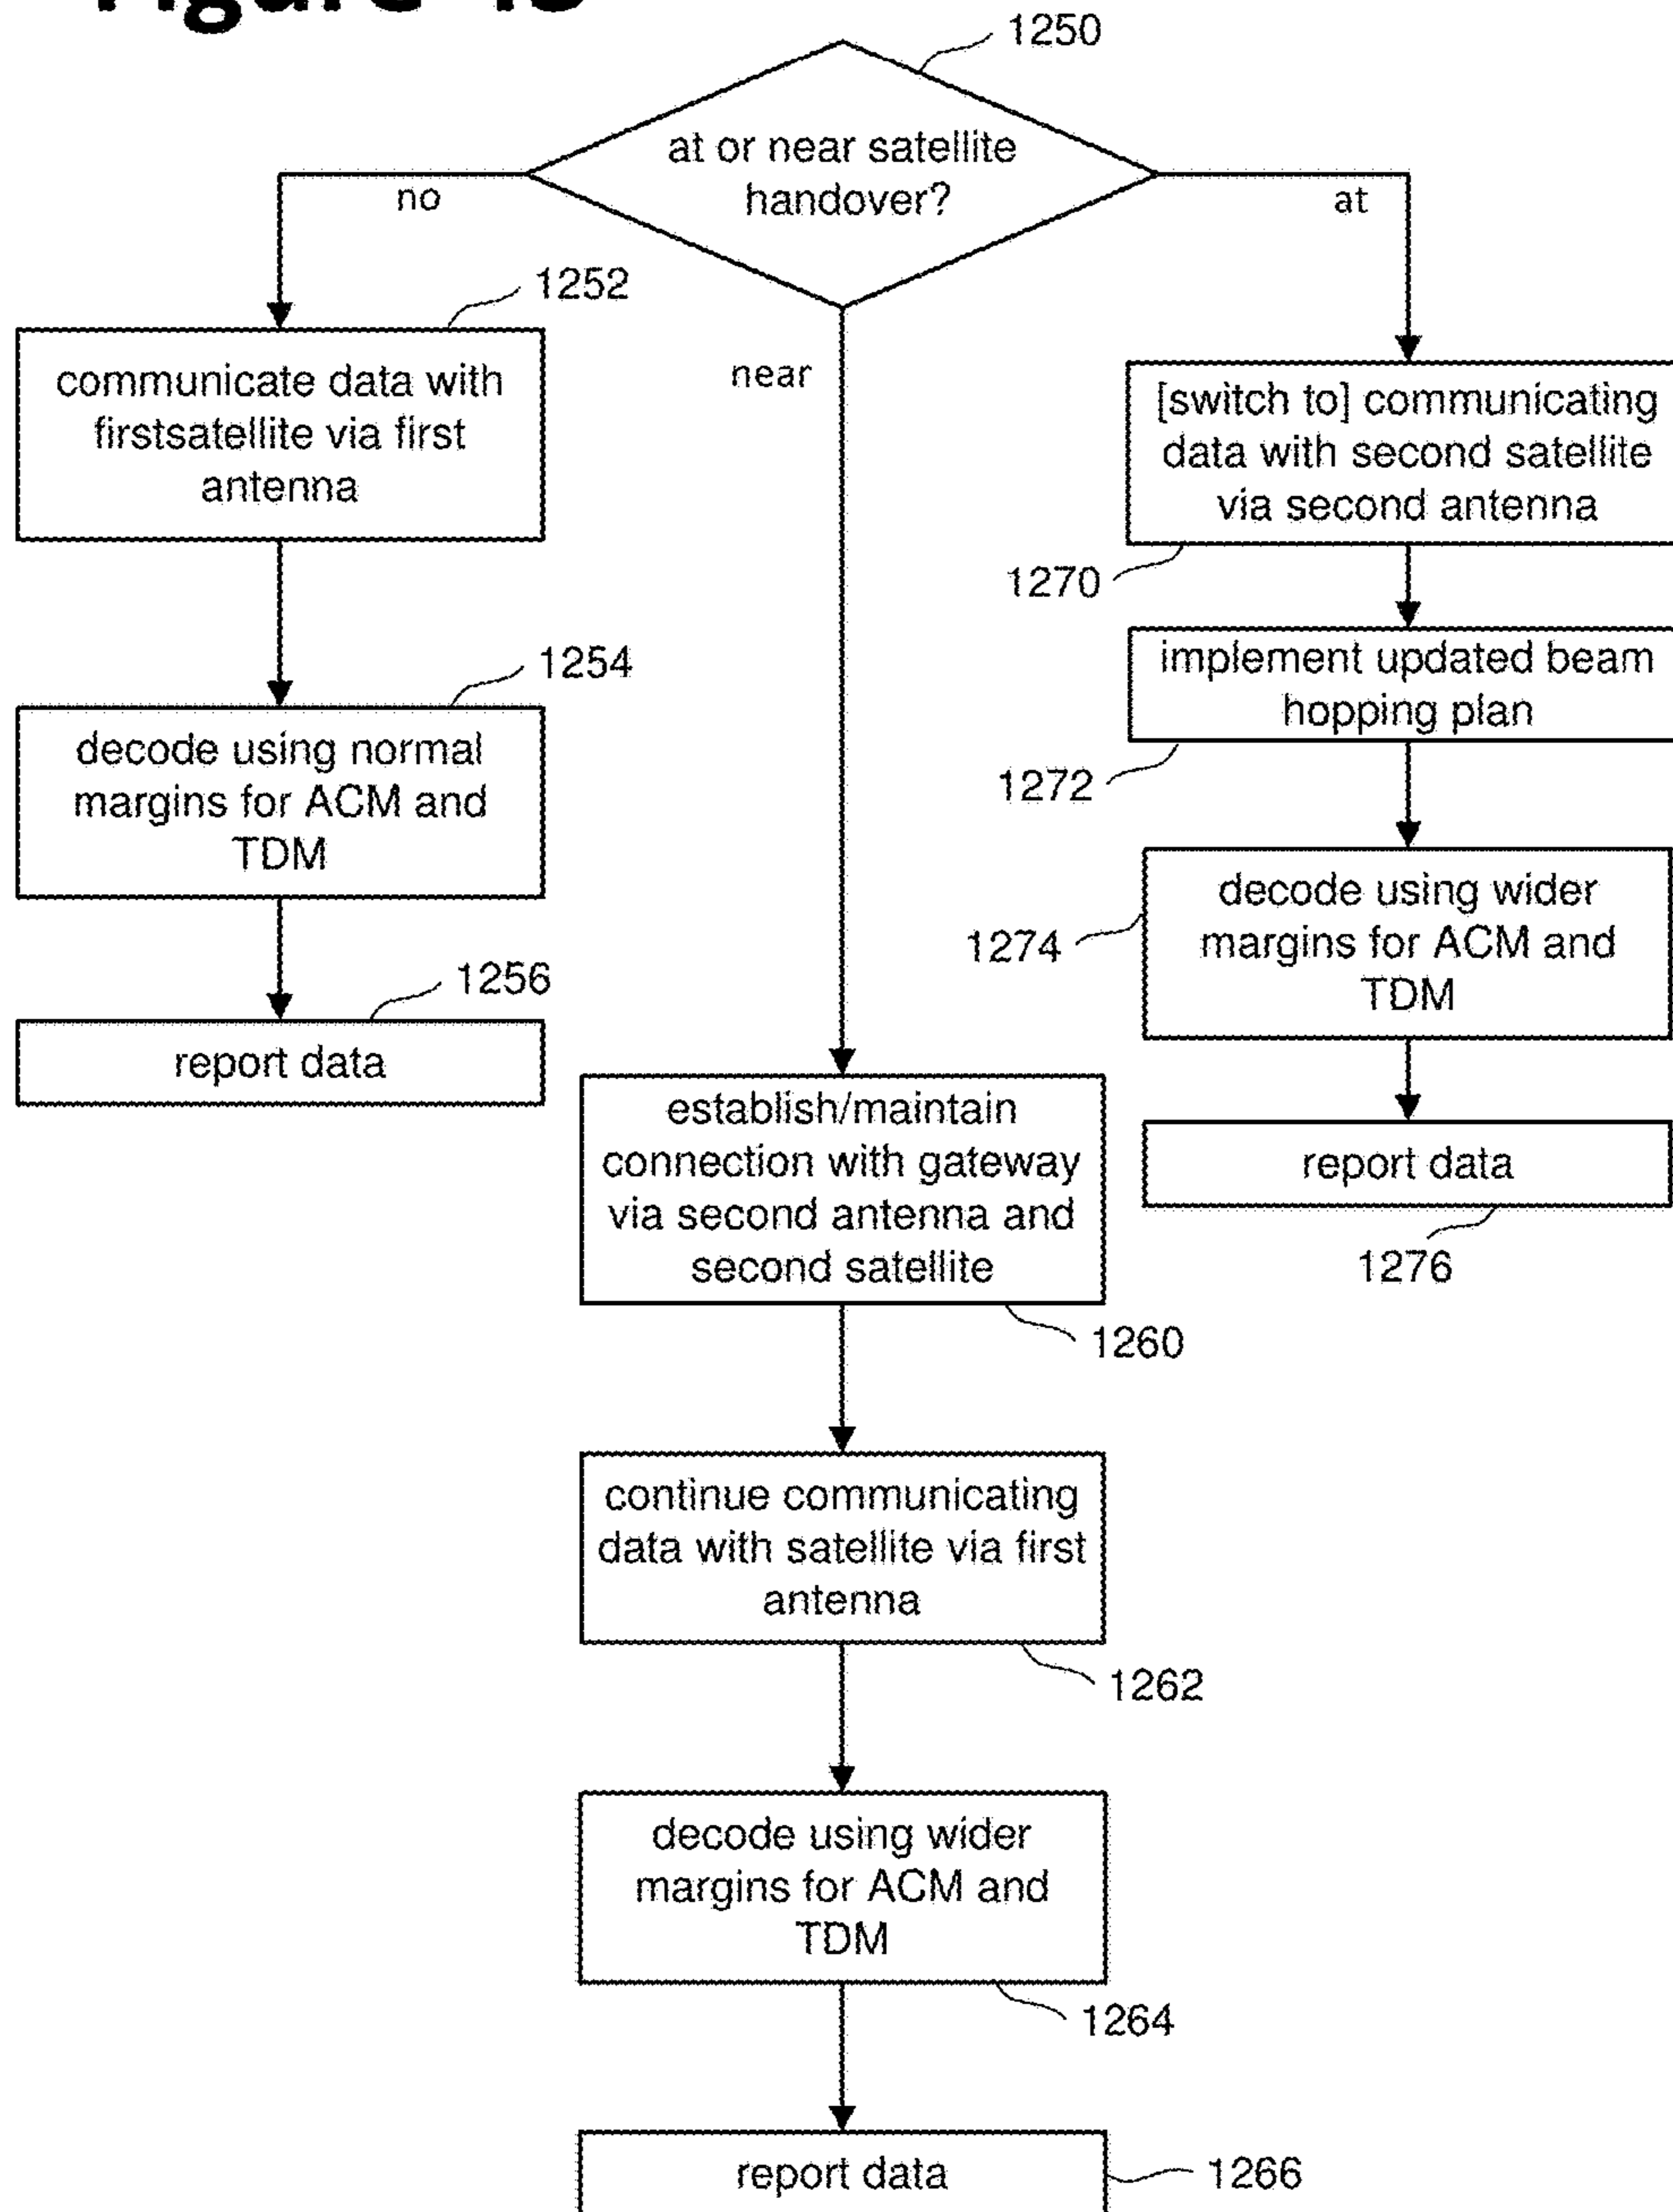 1250
at or near satellite
handover?
no
near
at
1252
communicate data with
firstsatellite via first
antenna
1254
decode using normal
margins for ACM and
TDM
1256
report data
establish/maintain
connection with gateway
via second antenna and
second satellite
1260
continue communicating
data with satellite via first
antenna
1262
decode using wider
margins for ACM and
TDM
1264
report data
1266
[switch to] communicating
data with second satellite
via second antenna
1270
implement updated beam
hopping plan
1272
decode using wider
margins for ACM and
TDM
1274
report data
1276